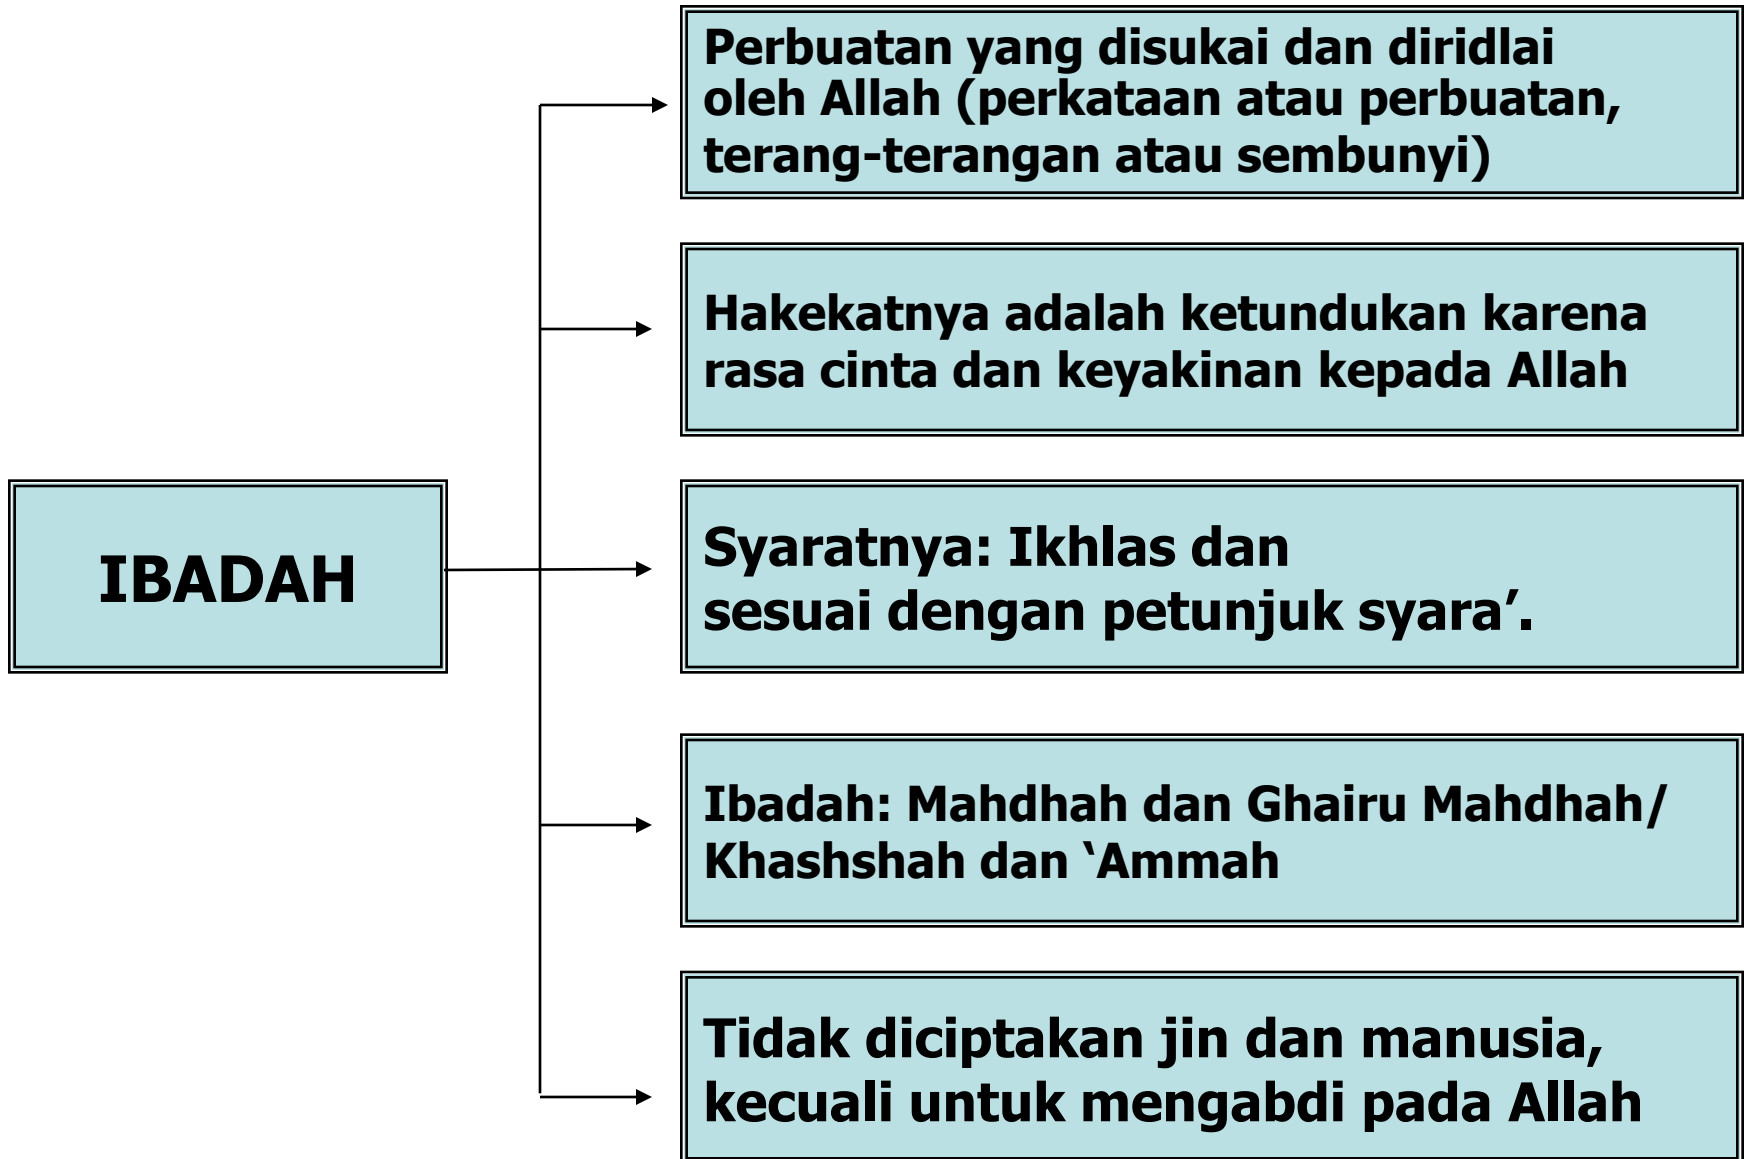 Perbuatan yang disukai dan diridlai
oleh Allah (perkataan atau perbuatan,
terang-terangan atau sembunyi)
Hakekatnya adalah ketundukan karena
rasa cinta dan keyakinan kepada Allah
IBADAH
Syaratnya: Ikhlas dan
sesuai dengan petunjuk syara’.
Ibadah: Mahdhah dan Ghairu Mahdhah/
Khashshah dan ‘Ammah
Tidak diciptakan jin dan manusia,
kecuali untuk mengabdi pada Allah